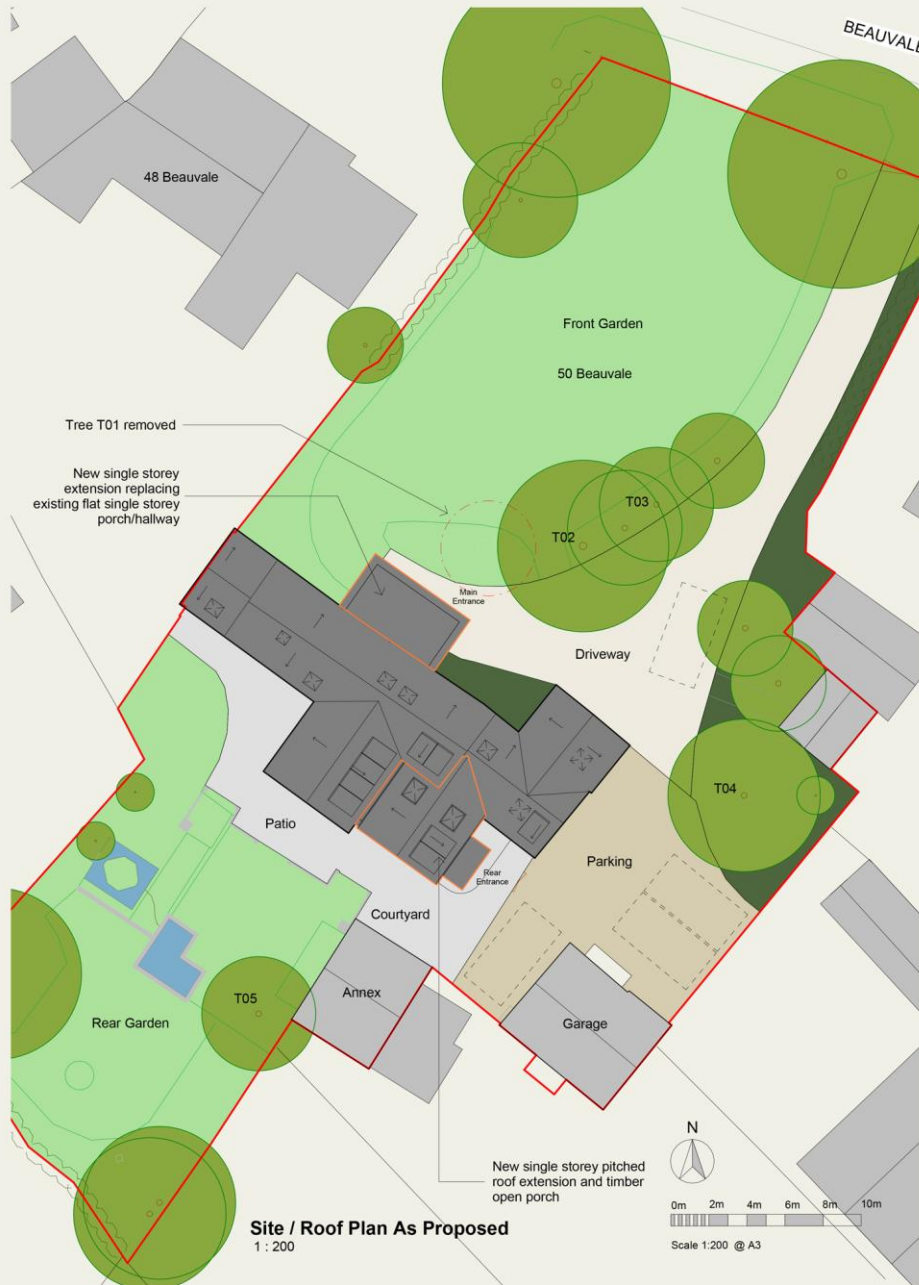 BEAUVALE
48 Beauvale
Front Garden
50 Beauvale
Tree T01 removed
New single storey
extension replacing
existing flat single storey
porch/hallway
T03
T02
Main
Entrance
Driveway
T04
Patio
Parking
Rear
Entrance
Courtyard
Annex
T05
Garage
Rear Garden
N
New single storey pitched
roof extension and timber
open porch
0m 2m 4m 6m 8m 10m
Scale 1:200 @ A3
Site / Roof Plan As Proposed
1 : 200